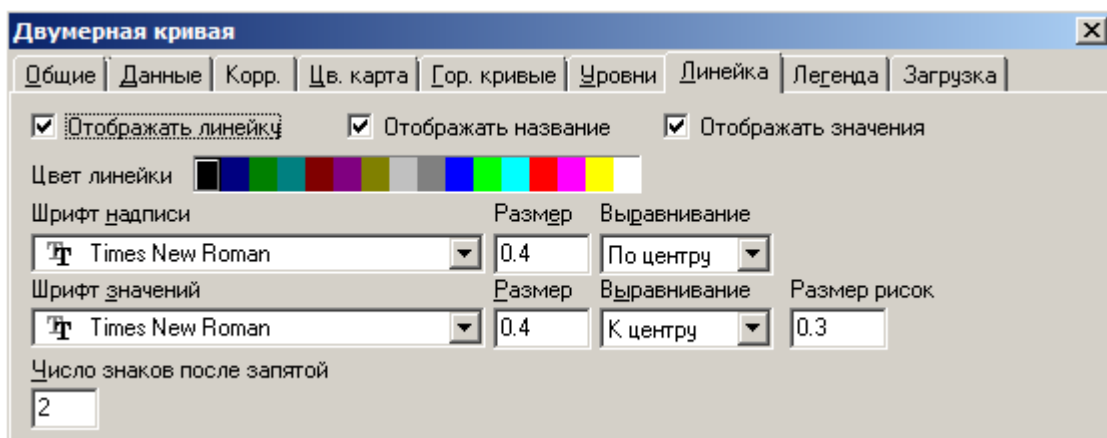 Двумерная кривая
Общие Данные Корр. Цв. карта Гор. кривые Уровни Линейка Легенда Загрузка
Отображать линейку Отображать название Отображать значения
Цвет линейки
Шрифт надписи Размер Выравнивание
Times New Roman 0.4 По центру
Шрифт значений Размер Выравнивание Размер рисок
Times New Roman 0.4 К центру 0.3
Число знаков после запятой
2